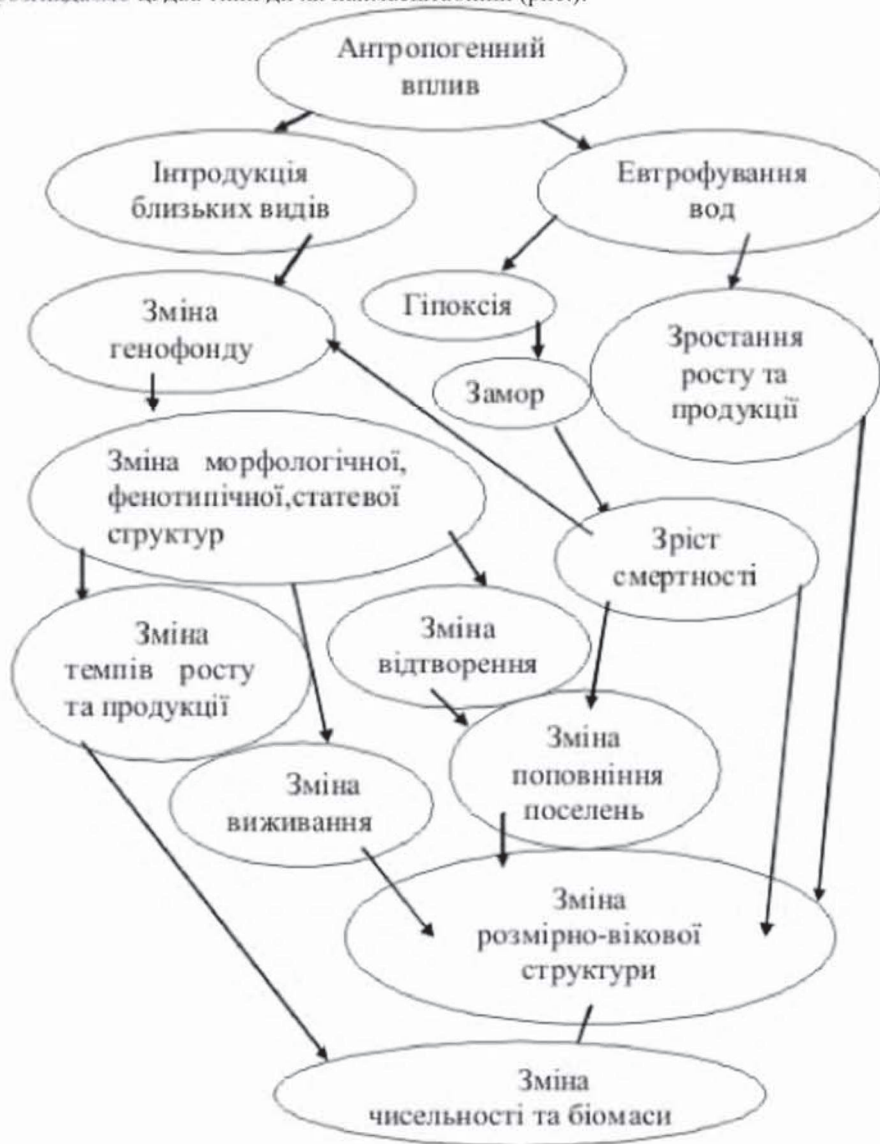 (рис.).
Антропогенний
вплив
Інтродукція
близьких видів
Евтрофування
вод
Гіпоксія
Зміна
генофонду
Зростання
росту та
продукції
Замор
Зміна морфологічної,
фенотипічної,статевої
структур
Зріст
смертності
Зміна
темпів росту
та продукції
Зміна
відтворення
Зміна
поповніння
поселень
Зміна
виживання
Зміна
розмірно-вікової
структури
Зміна
чисельності та біомаси